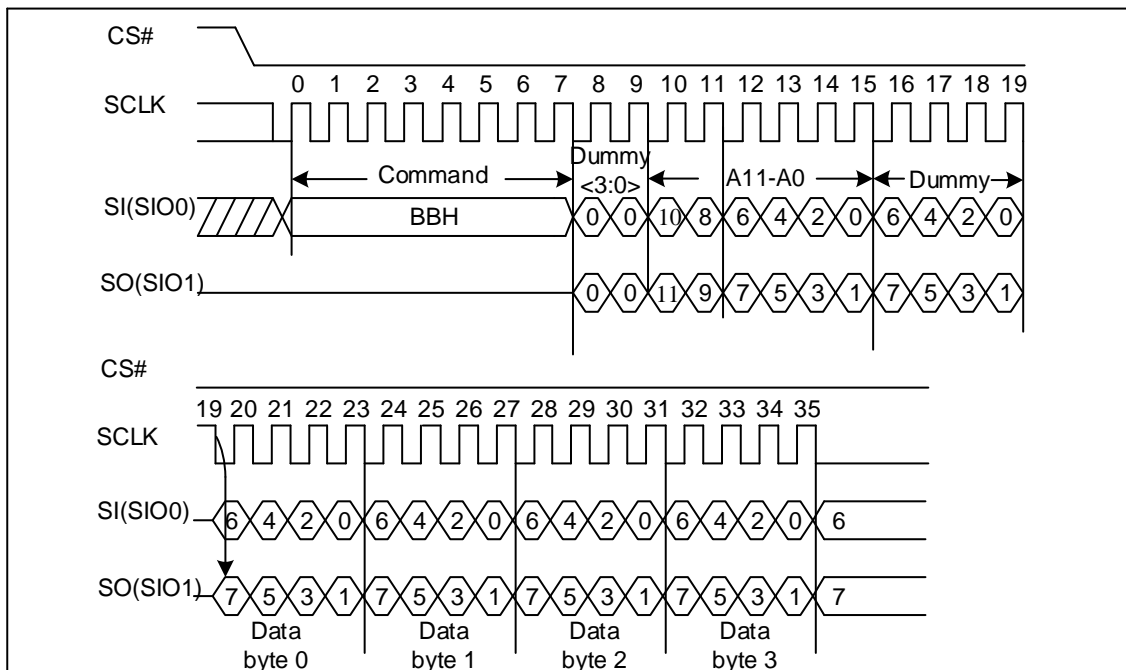 CS#
0 1 2 3 4 5 6 7 8 9 10 11 12 13 14 15 16 17 18 19
SCLK
Dummy
<3:0>
Command
A11-A0
Dummy
SI(SIO0)
BBH
0 0 10 8 6 4 2 0 6 4 2 0
SO(SIO1)
0 0 11 9 7 5 3 1 7 5 3 1
CS#
19 20 21 22 23 24 25 26 27 28 29 30 31 32 33 34 35
SCLK
SI(SIO0)
6 4 2 0 6 4 2 0 6 4 2 0 6 4 2 0 6
SO(SIO1)
7 5 3 1 7 5 3 1 7 5 3 1 7 5 3 1 7
Data Data Data Data
byte 0 byte 1 byte 2 byte 3